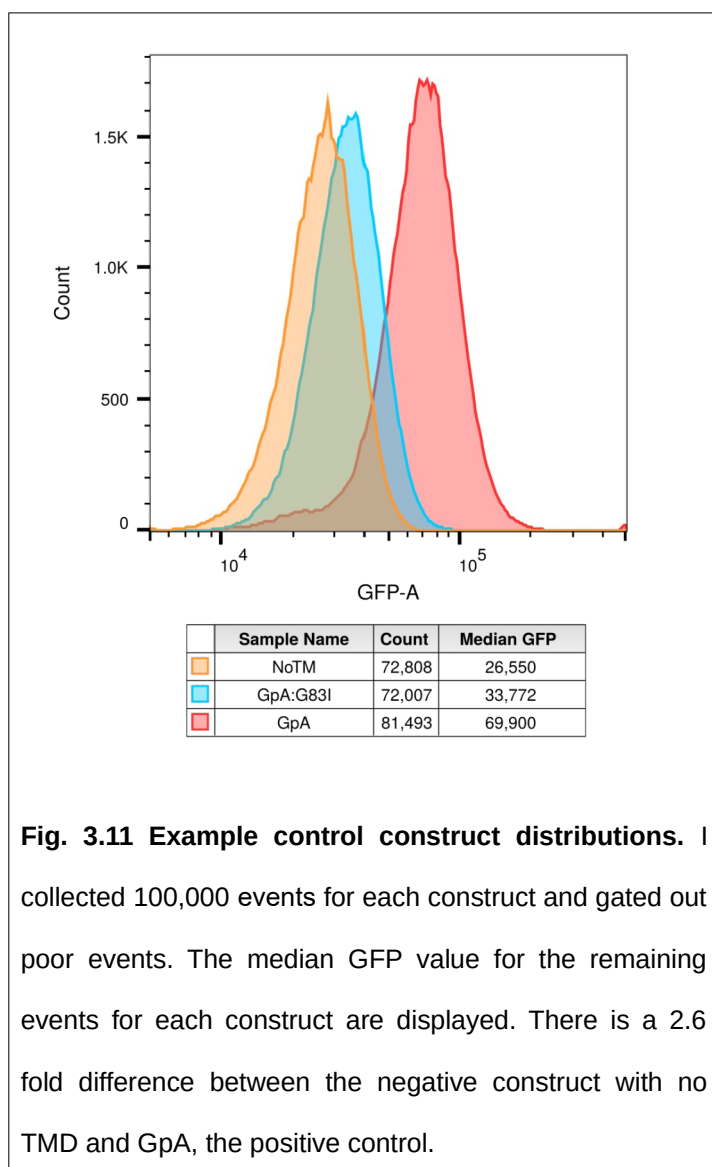 1.5K
1.0K
500
0
Count
10^4 10^5
GFP-A
Sample Name Count Median GFP
NoTM 72,808 26,550
GpA:G83I 72,007 33,772
GpA 81,493 69,900
Fig. 3.11 Example control construct distributions. I
collected 100,000 events for each construct and gated out
poor events. The median GFP value for the remaining
events for each construct are displayed. There is a 2.6
fold difference between the negative construct with no
TMD and GpA, the positive control.